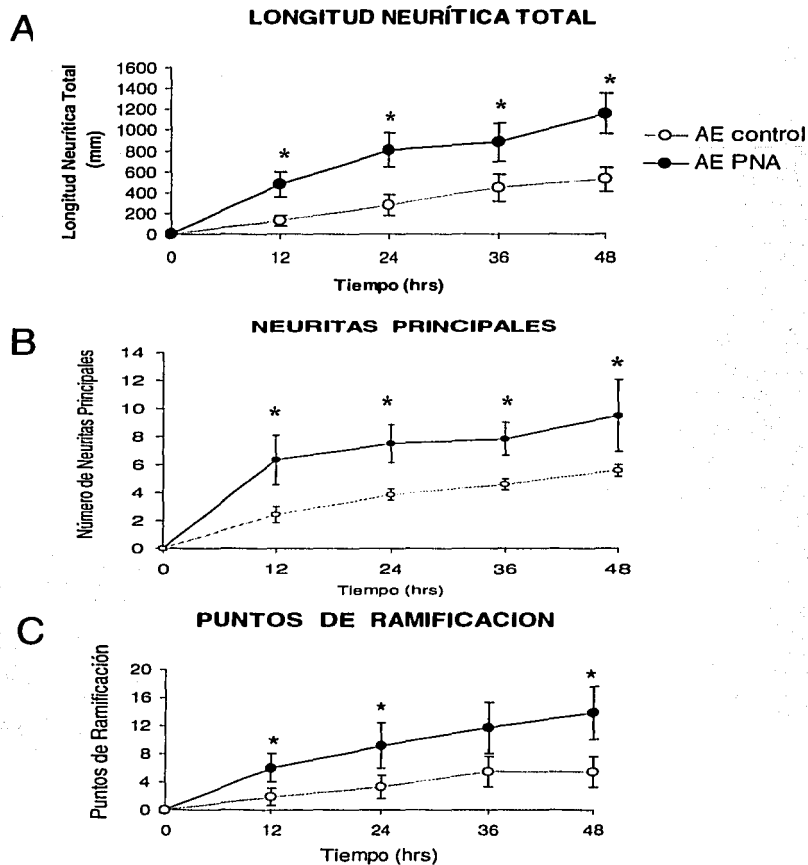 A
LONGITUD NEURÍTICA TOTAL
Longitud Neurítica Total
(mm)
1600
1400
1200
1000
800
600
400
200
0
* * * *
0 12 24 36 48
Tiempo (hrs)
AE control
AE PNA
B
NEURITAS PRINCIPALES
Número de Neuritas Principales
14
12
10
8
6
4
2
0
* * * *
0 12 24 36 48
Tiempo (hrs)
C
PUNTOS DE RAMIFICACION
Puntos de Ramificación
20
16
12
8
4
0
* * *
0 12 24 36 48
Tiempo (hrs)